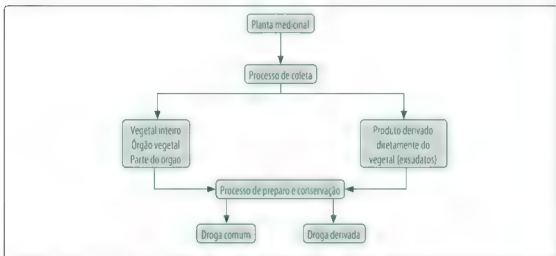 Planta medicinal
Processo de coleta
Vegetal inteiro
Órgão vegetal
Parte do órgão
Produto derivado
diretamente do
vegetal (exsudatos)
Processo de preparo e conservação
Droga comum
Droga derivada